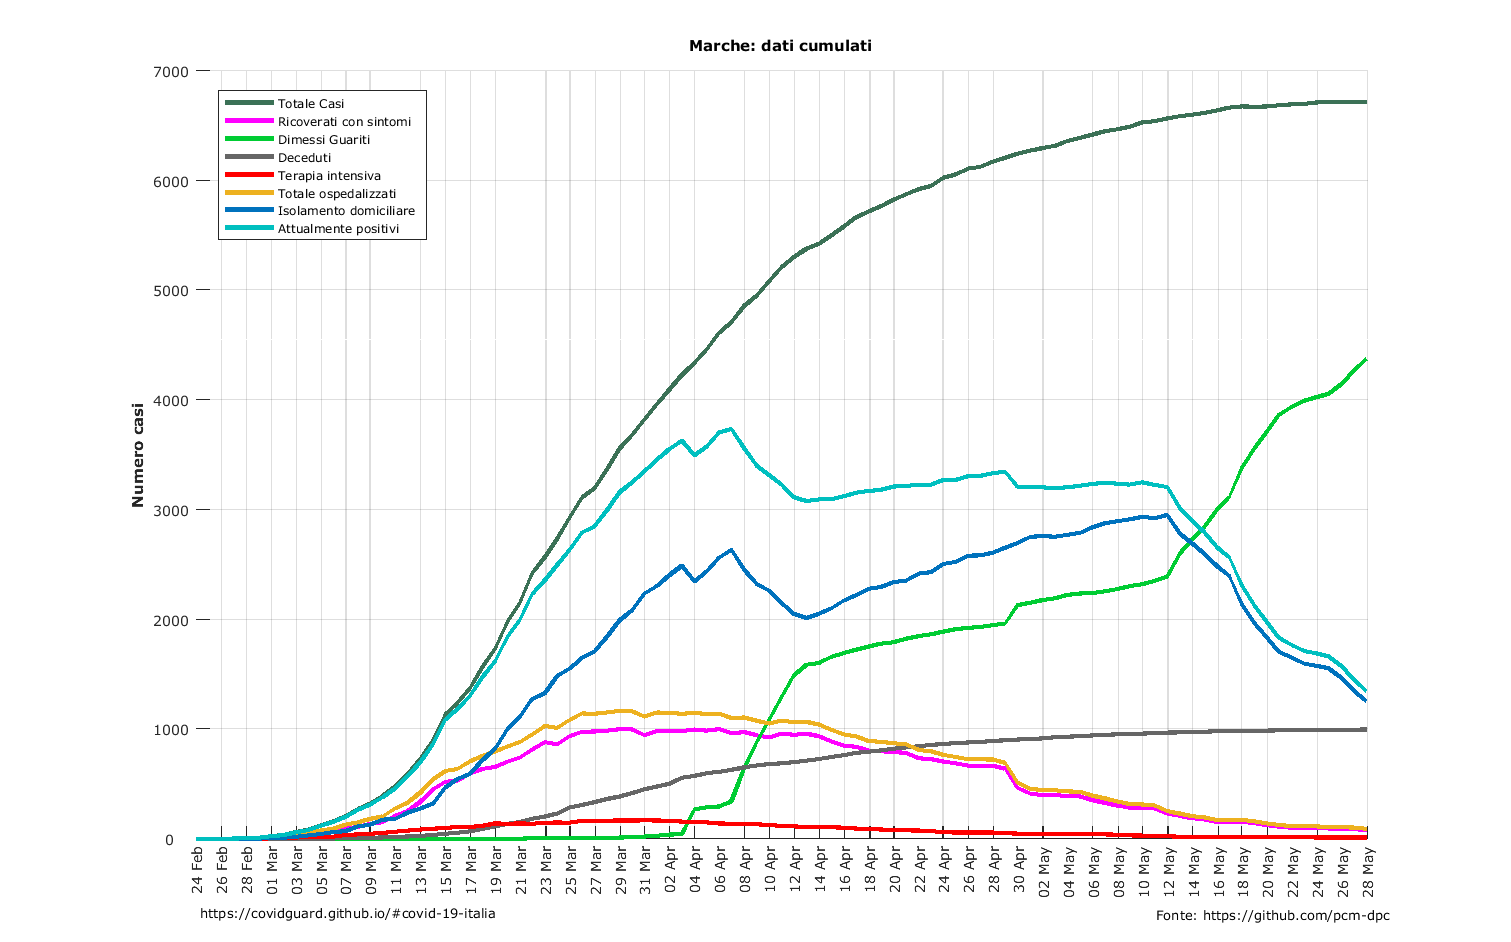 Marche: dati cumulati
7000
6000
5000
4000
3000
2000
1000
0
Numero casi
Totale Casi
Ricoverati con sintomi
Dimessi Guariti
Deceduti
Terapia intensiva
Totale ospedalizzati
Isolamento domiciliare
Attualmente positivi
24 Feb
26 Feb
28 Feb
01 Mar
03 Mar
05 Mar
07 Mar
09 Mar
11 Mar
13 Mar
15 Mar
17 Mar
19 Mar
21 Mar
23 Mar
25 Mar
27 Mar
29 Mar
31 Mar
02 Apr
04 Apr
06 Apr
08 Apr
10 Apr
12 Apr
14 Apr
16 Apr
18 Apr
20 Apr
22 Apr
24 Apr
26 Apr
28 Apr
30 Apr
02 May
04 May
06 May
08 May
10 May
12 May
14 May
16 May
18 May
20 May
22 May
24 May
26 May
28 May
https://covidguard.github.io/#covid-19-italia
Fonte: https://github.com/pcm-dpc